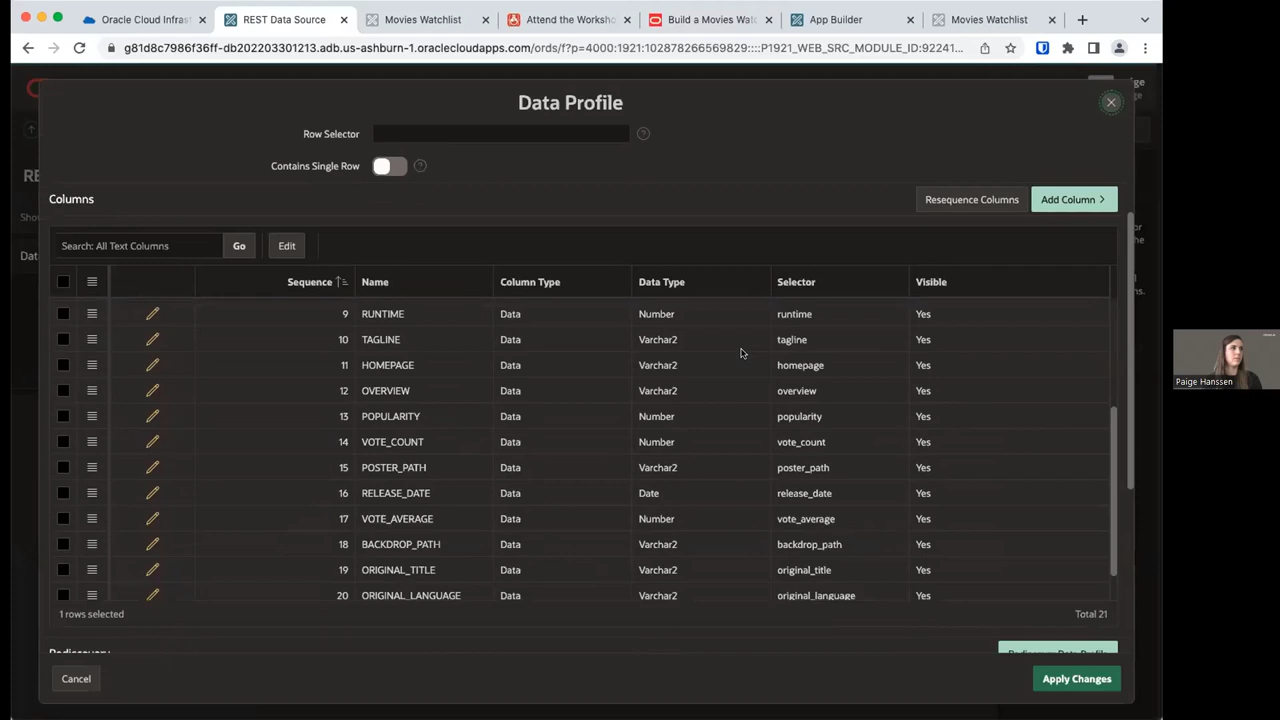 Oracle Cloud Infras
REST Data Source
Movies Watchlist
Attend the Worksho
Build a Movies Wat
App Builder
Movies Watchlist
g81d8c7986f36ff-db202203301213.adb.us-ashburn-1.oraclecloudapps.com/ords/f?p=4000:1921:102878266569829::::P1921_WEB_SRC_MODULE_ID:92241...
Data Profile
Row Selector
Contains Single Row
Columns
Resequence Columns
Add Column
Search: All Text Columns
Go
Edit
Sequence Name Column Type Data Type Selector Visible
9 RUNTIME Data Number runtime Yes
10 TAGLINE Data Varchar2 tagline Yes
11 HOMEPAGE Data Varchar2 homepage Yes
12 OVERVIEW Data Varchar2 overview Yes
13 POPULARITY Data Number popularity Yes
14 VOTE_COUNT Data Number vote_count Yes
15 POSTER_PATH Data Varchar2 poster_path Yes
16 RELEASE_DATE Data Date release_date Yes
17 VOTE_AVERAGE Data Number vote_average Yes
18 BACKDROP_PATH Data Varchar2 backdrop_path Yes
19 ORIGINAL_TITLE Data Varchar2 original_title Yes
20 ORIGINAL_LANGUAGE Data Varchar2 original_language Yes
1 rows selected
Total 21
Cancel
Apply Changes
Paige Hanssen